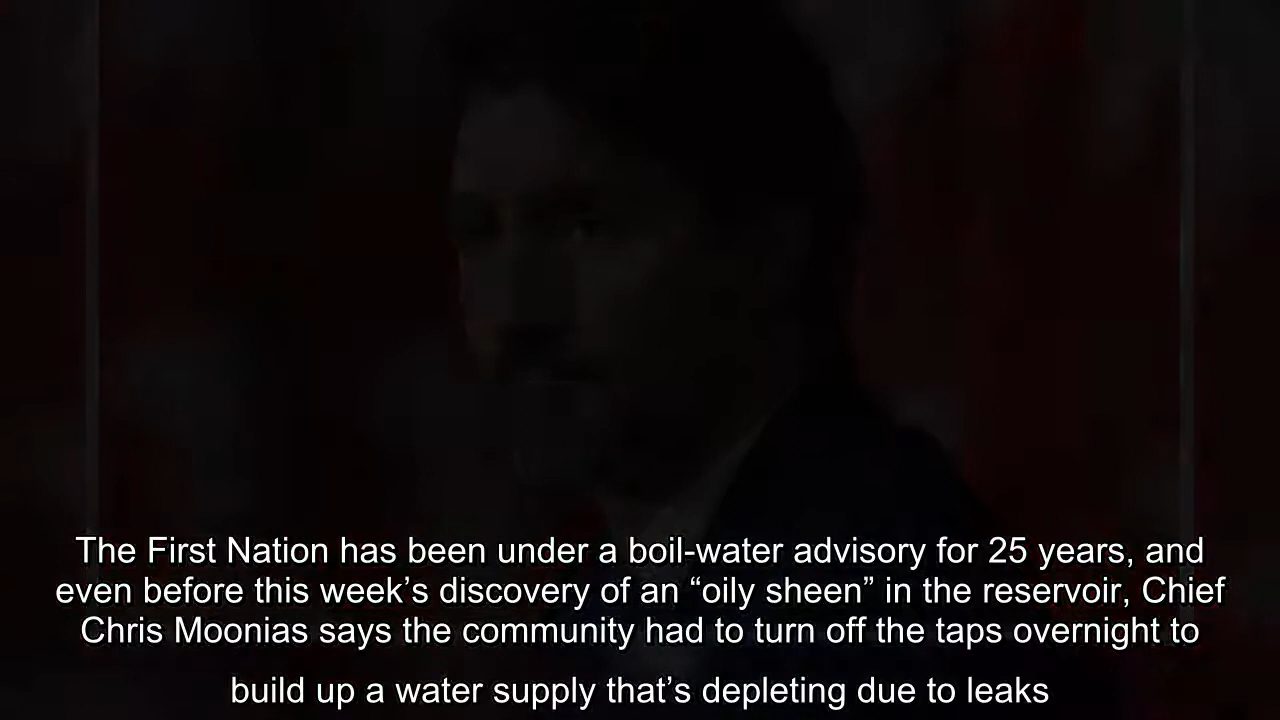 The First Nation has been under a boil-water advisory for 25 years, and
even before this week’s discovery of an “oily sheen” in the reservoir, Chief
Chris Moonias says the community had to turn off the taps overnight to
build up a water supply that’s depleting due to leaks